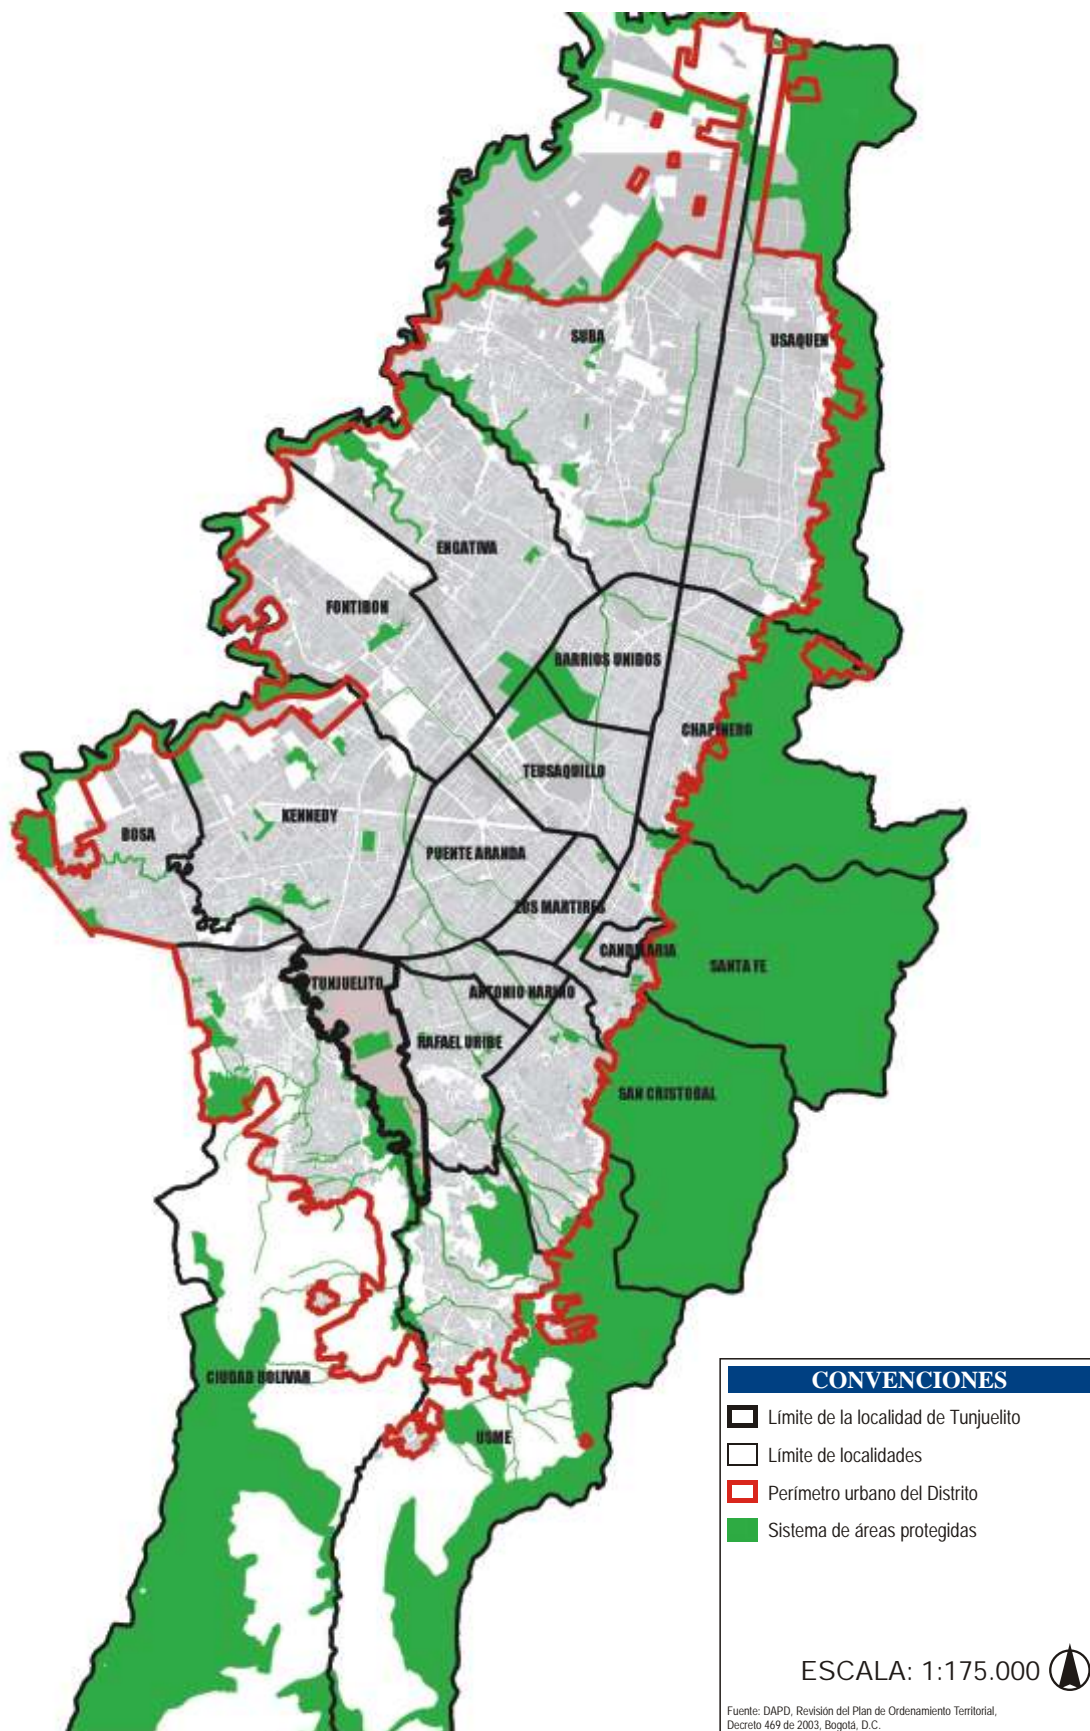 SUBA
USAQUEN
ENGATIVA
FONTIBON
BARRIOS UNIDOS
CHAPINERO
TEUSAQUILLO
KENNEDY
BOSA
PUENTE ARANDA
LOS MARTIRES
CANDELARIA
SANTA FE
TUNJUELITO
ANTONIO NARIÑO
RAFAEL URIBE
SAN CRISTOBAL
CIUDAD BOLIVAR
USME
CONVENCIONES
Límite de la localidad de Tunjuelito
Límite de localidades
Perímetro urbano del Distrito
Sistema de áreas protegidas
ESCALA: 1:175.000
Fuente: DAPD, Revisión del Plan de Ordenamiento Territorial,
Decreto 469 de 2003, Bogotá, D.C.